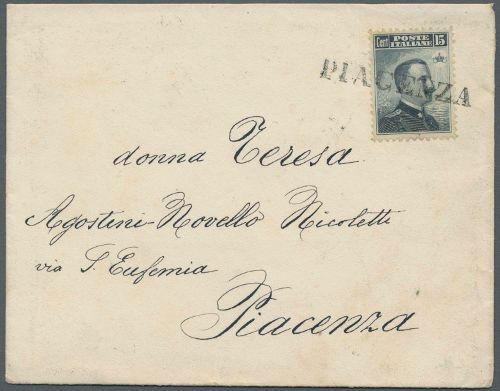 Cent. POSTE ITALIANE 15
PIACENZA
donna Teresa
Agostini-Novello Nicoletti
via S. Eufemia
Piacenza